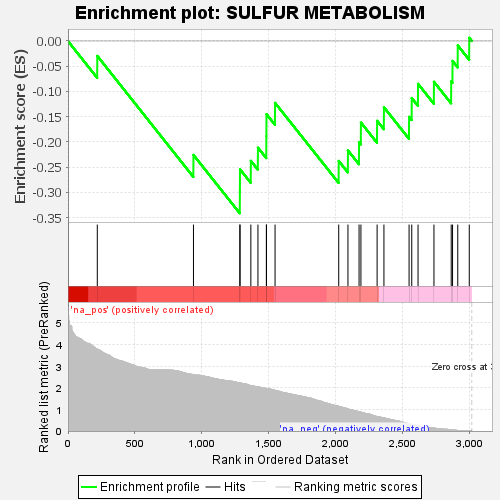 Enrichment plot: SULFUR METABOLISM
Enrichment score (ES)
0.00
-0.05
-0.10
-0.15
-0.20
-0.25
-0.30
-0.35
'na_pos' (positively correlated)
Ranked list metric (PreRanked)
5
4
3
2
1
0
Zero cross at
'na_neg' (negatively correlated)
0
500
1,000
1,500
2,000
2,500
3,000
Rank in Ordered Dataset
Enrichment profile
Hits
Ranking metric scores